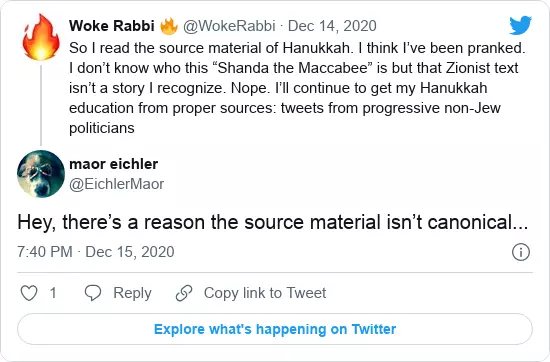 Woke Rabbi 🔥 @WokeRabbi · Dec 14, 2020
So I read the source material of Hanukkah. I think I’ve been pranked.
I don’t know who this “Shanda the Maccabee” is but that Zionist text
isn’t a story I recognize. Nope. I’ll continue to get my Hanukkah
education from proper sources: tweets from progressive non-Jew
politicians
maor eichler
@EichlerMaor
Hey, there’s a reason the source material isn’t canonical...
7:40 PM · Dec 15, 2020
1 Reply Copy link to Tweet
Explore what's happening on Twitter